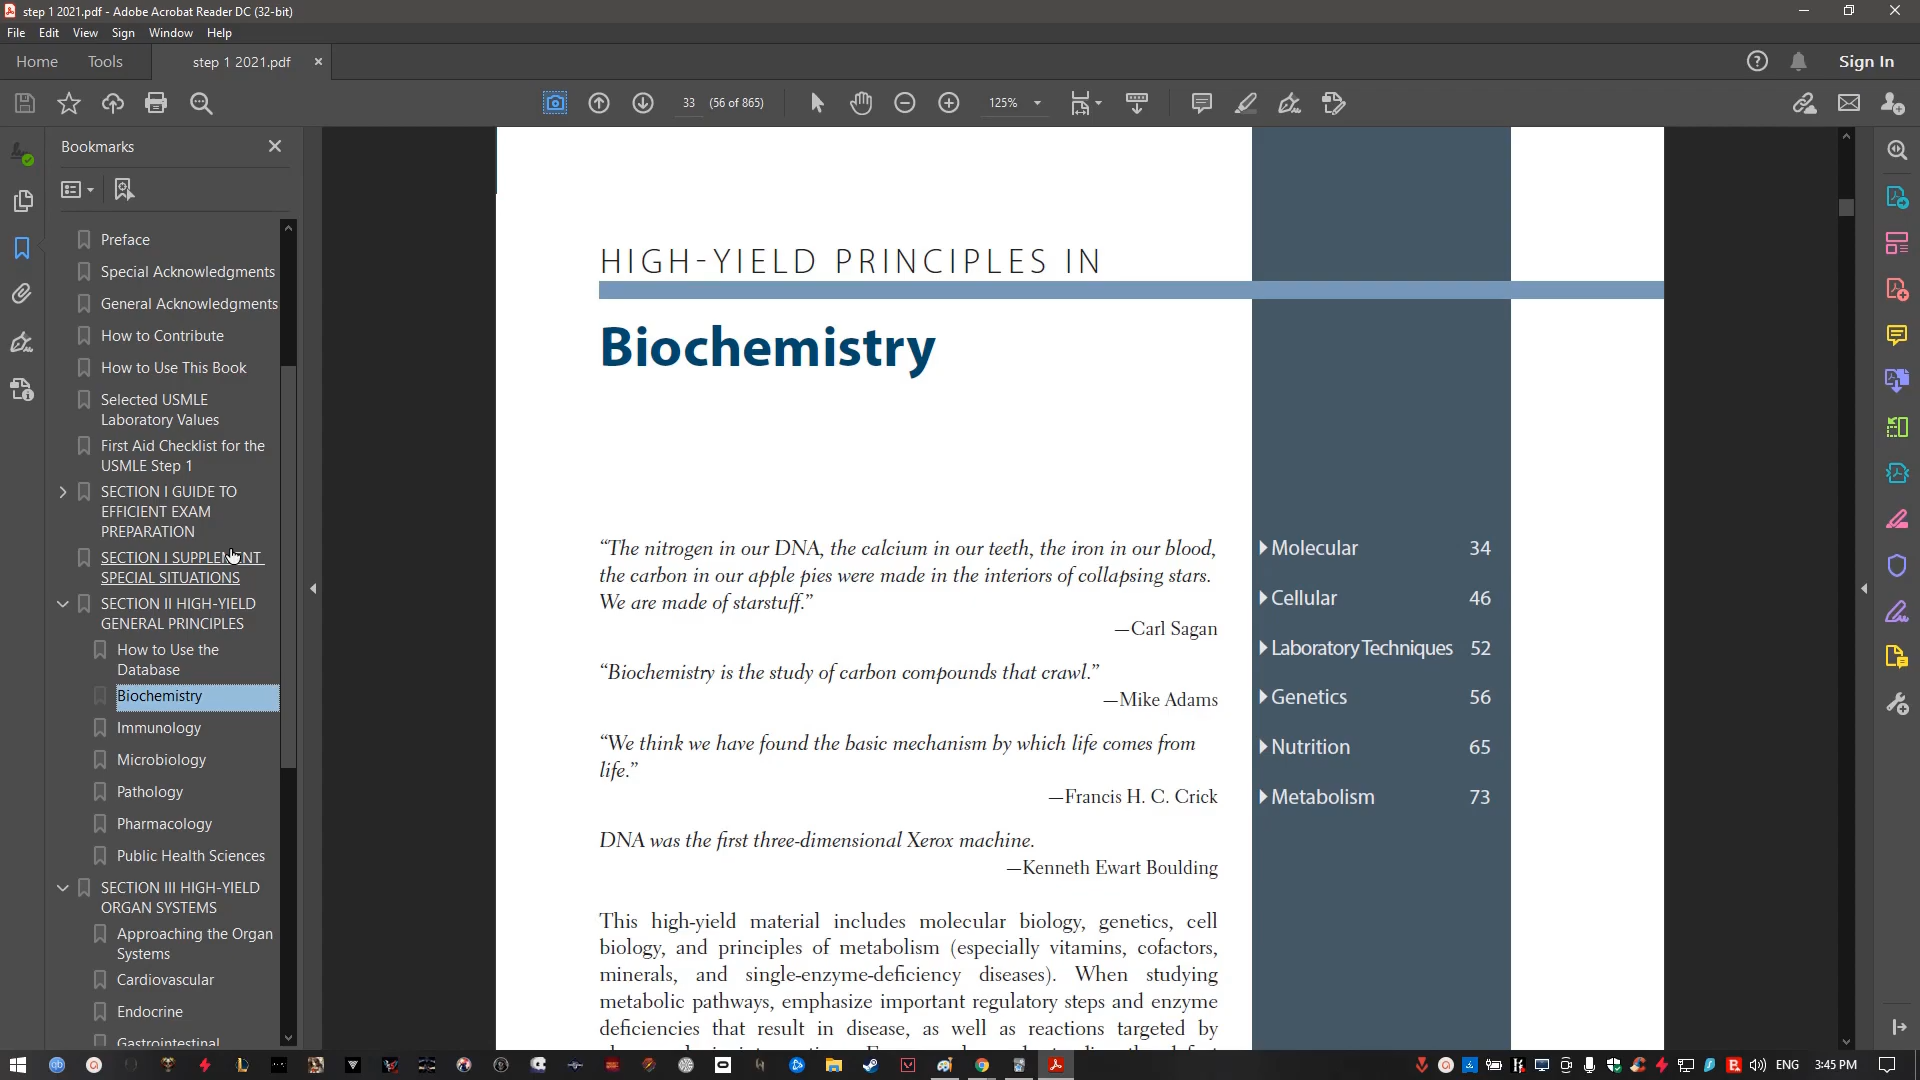 step 1 2021.pdf - Adobe Acrobat Reader DC (32-bit)
File Edit View Sign Window Help
Home Tools step 1 2021.pdf Sign In
33 (56 of 865) 125%
Bookmarks
Preface
Special Acknowledgments
General Acknowledgments
How to Contribute
How to Use This Book
Selected USMLE
Laboratory Values
First Aid Checklist for the
USMLE Step 1
SECTION I GUIDE TO
EFFICIENT EXAM
PREPARATION
SECTION I SUPPLEMENT
SPECIAL SITUATIONS
SECTION II HIGH-YIELD
GENERAL PRINCIPLES
How to Use the
Database
Biochemistry
Immunology
Microbiology
Pathology
Pharmacology
Public Health Sciences
SECTION III HIGH-YIELD
ORGAN SYSTEMS
Approaching the Organ
Systems
Cardiovascular
Endocrine
Gastrointestinal
HIGH-YIELD PRINCIPLES IN
Biochemistry
“The nitrogen in our DNA, the calcium in our teeth, the iron in our blood,
the carbon in our apple pies were made in the interiors of collapsing stars.
We are made of starstuff.”
—Carl Sagan
“Biochemistry is the study of carbon compounds that crawl.”
—Mike Adams
“We think we have found the basic mechanism by which life comes from
life.”
—Francis H. C. Crick
DNA was the first three-dimensional Xerox machine.
—Kenneth Ewart Boulding
This high-yield material includes molecular biology, genetics, cell
biology, and principles of metabolism (especially vitamins, cofactors,
minerals, and single-enzyme-deficiency diseases). When studying
metabolic pathways, emphasize important regulatory steps and enzyme
deficiencies that result in disease, as well as reactions targeted by
Molecular 34
Cellular 46
Laboratory Techniques 52
Genetics 56
Nutrition 65
Metabolism 73
ENG 3:45 PM